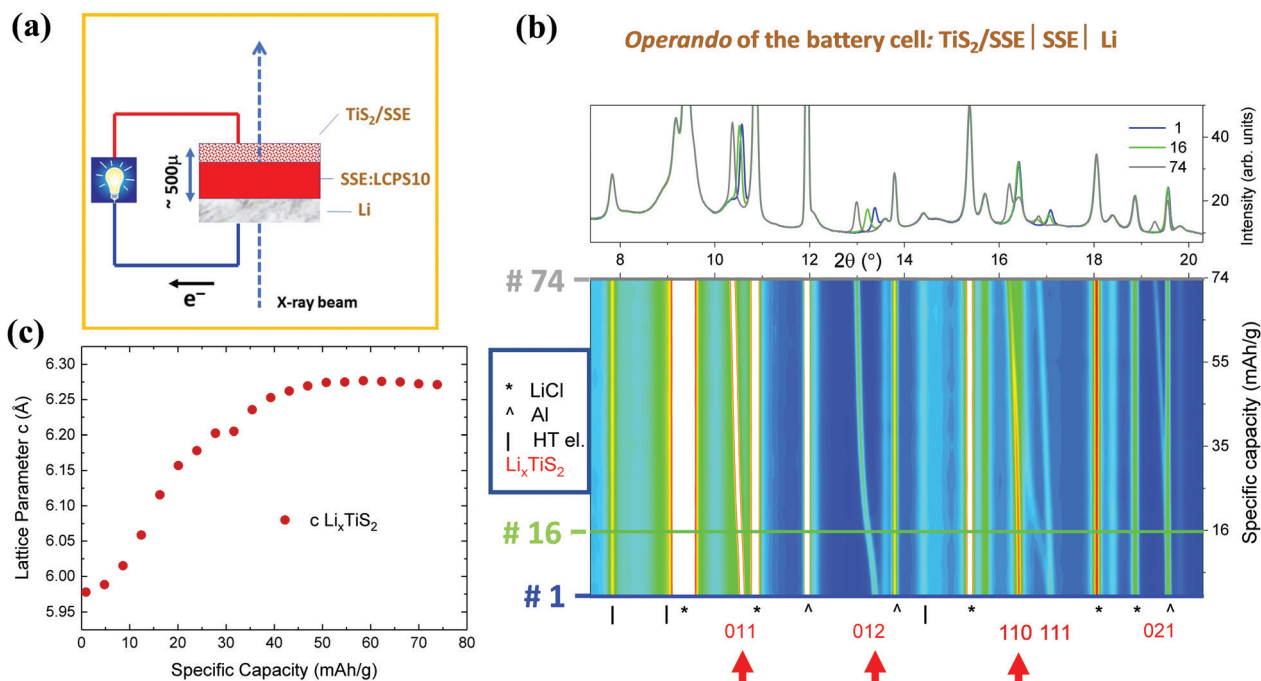 (a)
TiS₂/SSE
~ 500μ
SSE:LCPS10
Li
e⁻
X-ray beam
(b)
Operando of the battery cell: TiS₂/SSE | SSE | Li
1
16
74
40
20
Intensity (arb. units)
8 10 12 14 16 18 20
2θ (°)
# 74
# 16
# 1
* LiCl
^ Al
| HT el.
LiₓTiS₂
74
55
35
16
Specific capacity (mAh/g)
| | * * ^ ^ | * * * ^
011 012 110 111 021
(c)
6.30
6.25
6.20
6.15
6.10
6.05
6.00
5.95
Lattice Parameter c (Å)
c LiₓTiS₂
0 10 20 30 40 50 60 70 80
Specific Capacity (mAh/g)